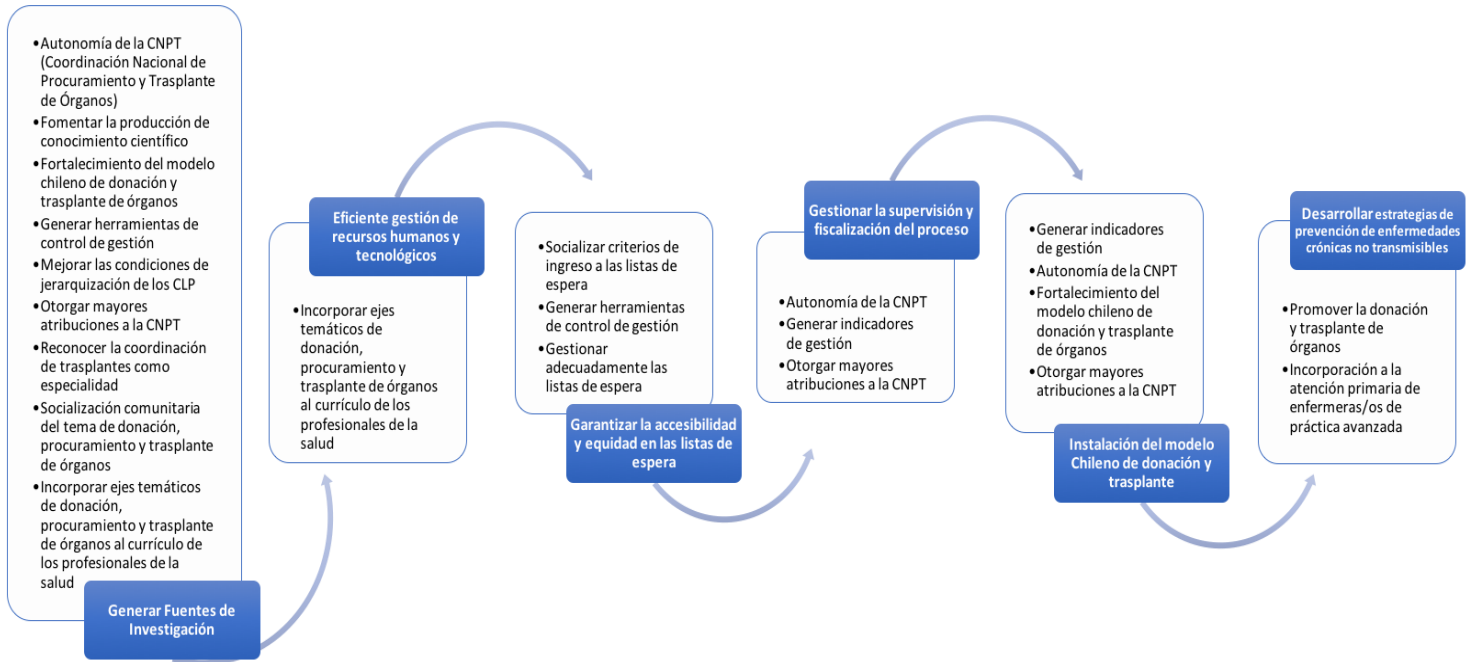 •Autonomía de la CNPT
(Coordinación Nacional de
Procuramiento y Trasplante
de Órganos)
•Fomentar la producción de
conocimiento científico
•Fortalecimiento del modelo
chileno de donación y
trasplante de órganos
•Generar herramientas de
control de gestión
•Mejorar las condiciones de
jerarquización de los CLP
•Otorgar mayores
atribuciones a la CNPT
•Reconocer la coordinación
de trasplantes como
especialidad
•Socialización comunitaria
del tema de donación,
procuramiento y trasplante
de órganos
•Incorporar ejes temáticos
de donación,
procuramiento y trasplante
de órganos al currículo de
los profesionales de la
salud
Generar Fuentes de
Investigación
Eficiente gestión de
recursos humanos y
tecnológicos
•Incorporar ejes
temáticos de
donación,
procuramiento y
trasplante de órganos
al currículo de los
profesionales de la
salud
•Socializar criterios de
ingreso a las listas de
espera
•Generar herramientas
de control de gestión
•Gestionar
adecuadamente las
listas de espera
Garantizar la accesibilidad
y equidad en las listas de
espera
Gestionar la supervisión y
fiscalización del proceso
•Autonomía de la CNPT
•Generar indicadores
de gestión
•Otorgar mayores
atribuciones a la CNPT
•Generar indicadores
de gestión
•Autonomía de la CNPT
•Fortalecimiento del
modelo chileno de
donación y trasplante
de órganos
•Otorgar mayores
atribuciones a la CNPT
Instalación del modelo
Chileno de donación y
trasplante
Desarrollar estrategias de
prevención de enfermedades
crónicas no transmisibles
•Promover la donación
y trasplante de
órganos
•Incorporación a la
atención primaria de
enfermeras/os de
práctica avanzada